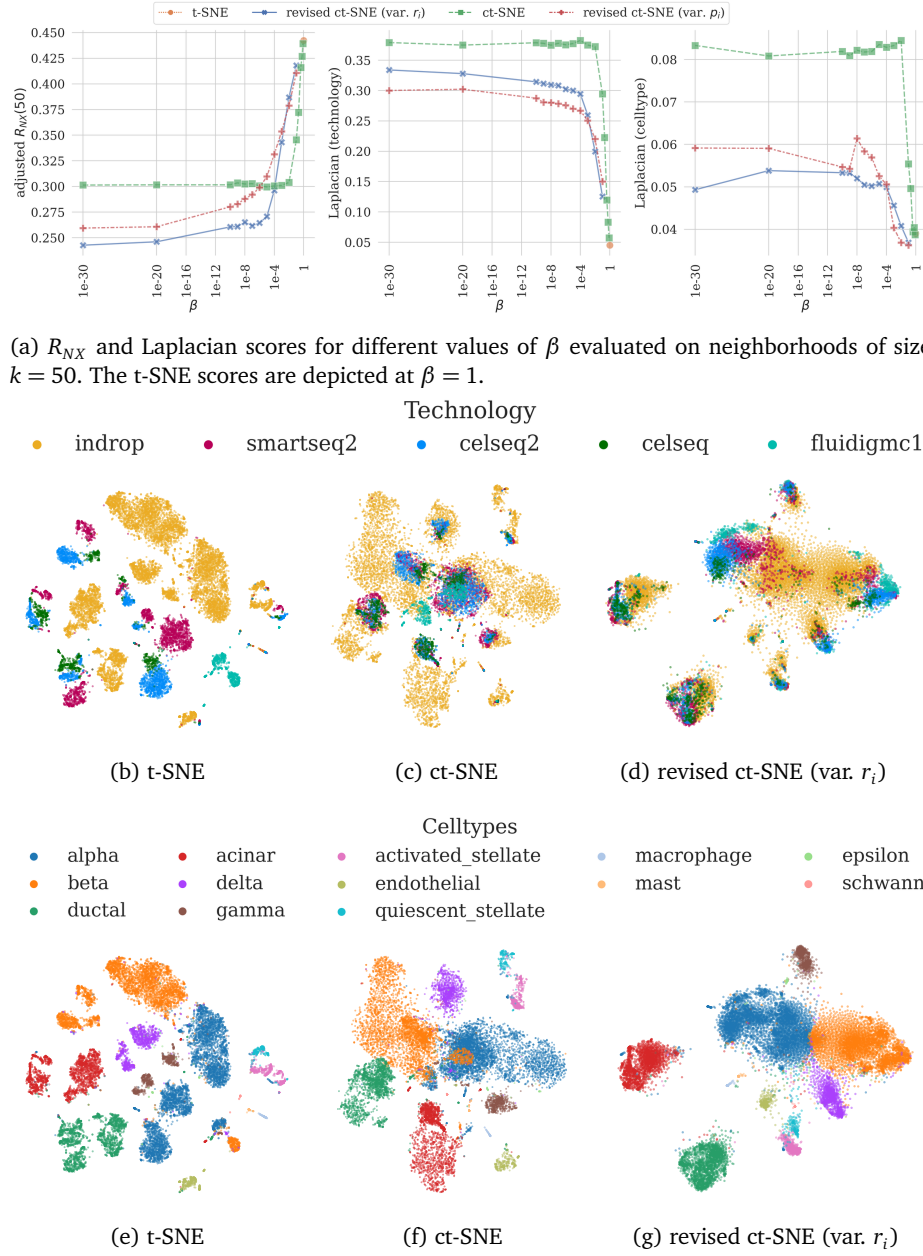 t-SNE revised ct-SNE (var. rᵢ) ct-SNE revised ct-SNE (var. pᵢ)
adjusted R_NX(50)
0.450
0.425
0.400
0.375
0.350
0.325
0.300
0.275
0.250
1e-30
1e-20
1e-16
1e-12
1e-8
1e-4
1
β
Laplacian (technology)
0.35
0.30
0.25
0.20
0.15
0.10
0.05
1e-30
1e-20
1e-16
1e-12
1e-8
1e-4
1
β
Laplacian (celltype)
0.08
0.07
0.06
0.05
0.04
1e-30
1e-20
1e-16
1e-12
1e-8
1e-4
1
β
(a) R_NX and Laplacian scores for different values of β evaluated on neighborhoods of size
k = 50. The t-SNE scores are depicted at β = 1.
Technology
indrop smartseq2 celseq2 celseq fluidigmc1
(b) t-SNE (c) ct-SNE (d) revised ct-SNE (var. rᵢ)
Celltypes
alpha acinar activated_stellate macrophage epsilon
beta delta endothelial mast schwann
ductal gamma quiescent_stellate
(e) t-SNE (f) ct-SNE (g) revised ct-SNE (var. rᵢ)